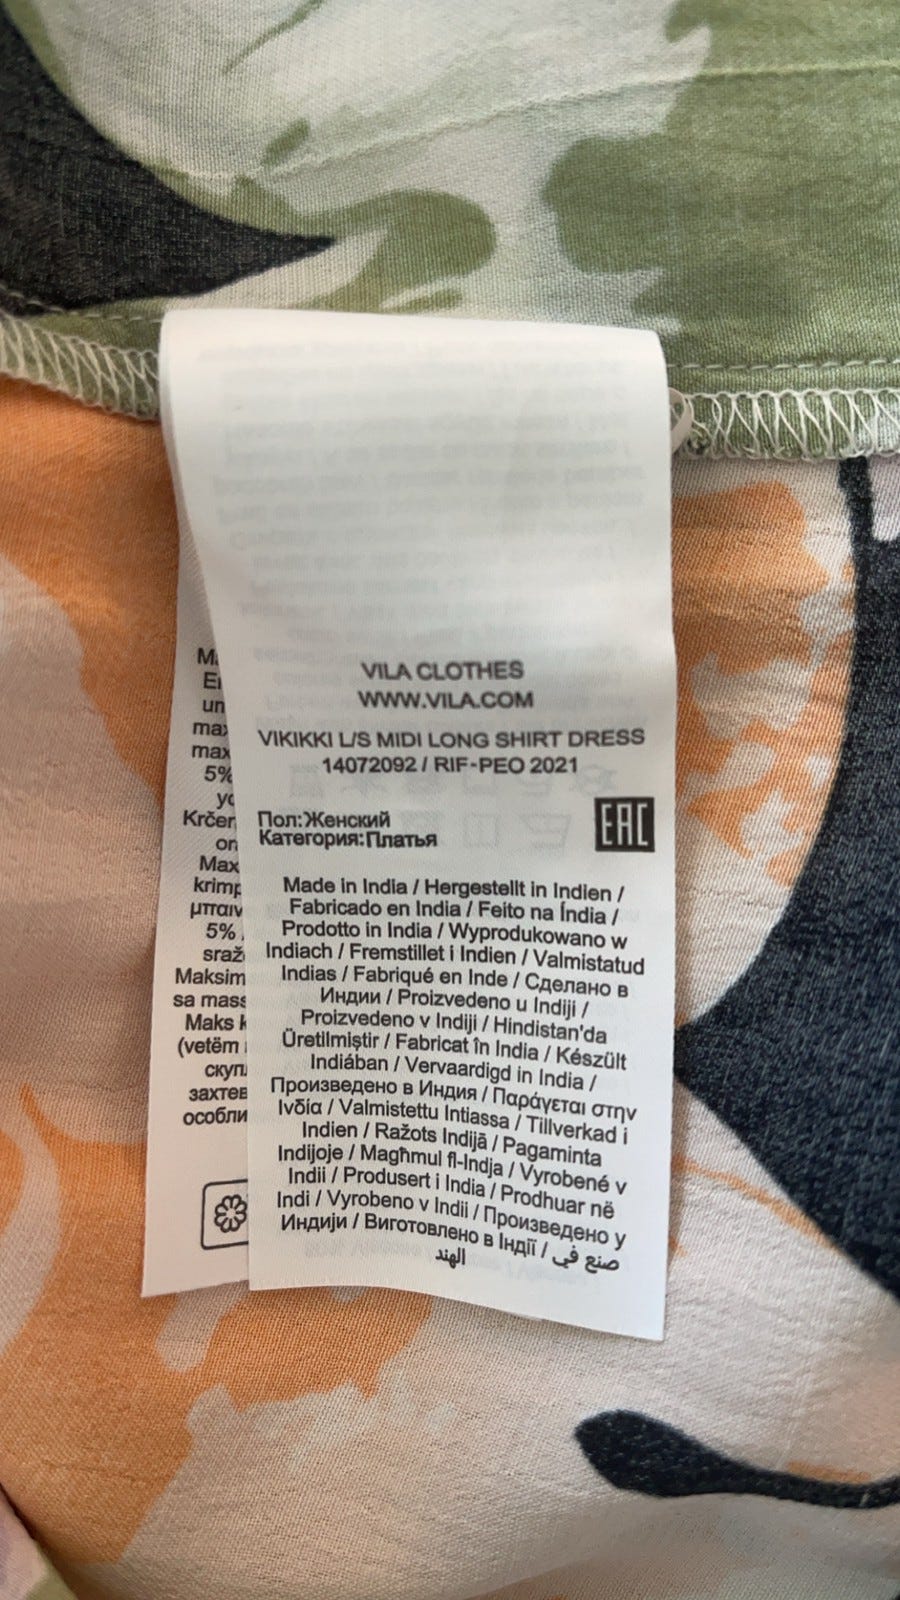 VILA CLOTHES
WWW.VILA.COM
VIKIKKI L/S MIDI LONG SHIRT DRESS
14072092 / RIF-PEO 2021
Пол:Женский
Категория:Платья
EAC
Made in India / Hergestellt in Indien /
Fabricado en India / Feito na Índia /
Prodotto in India / Wyprodukowano w
Indiach / Fremstillet i Indien / Valmistatud
Indias / Fabriqué en Inde / Сделано в
Индии / Proizvedeno u Indiji /
Proizvedeno v Indiji / Hindistan'da
Üretilmiştir / Fabricat în India / Készült
Indiában / Vervaardigd in India /
Произведено в Индия / Παράγεται στην
Ινδία / Valmistettu Intiassa / Tillverkad i
Indien / Ražots Indijā / Pagaminta
Indijoje / Magħmul fl-Indja / Vyrobené v
Indii / Produsert i India / Prodhuar në
Indi / Vyrobeno v Indii / Произведено у
Индији / Виготовлено в Індії / صنع في
الهند
5%
Maks
(vetëm